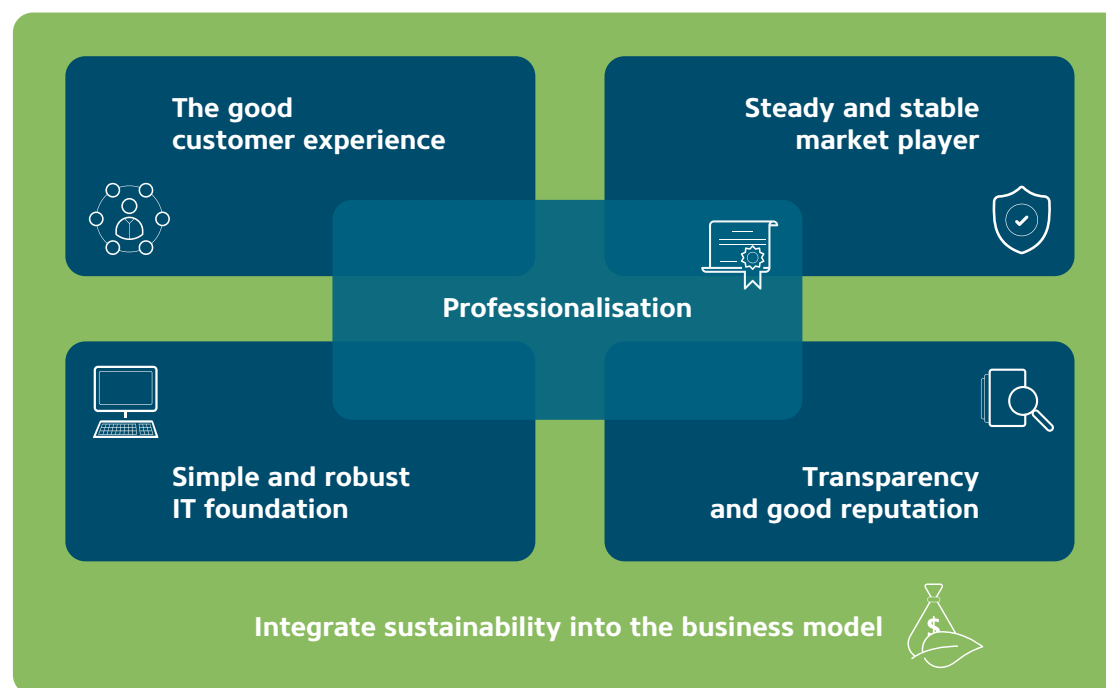 The good
customer experience
Steady and stable
market player
Professionalisation
Simple and robust
IT foundation
Transparency
and good reputation
Integrate sustainability into the business model
$